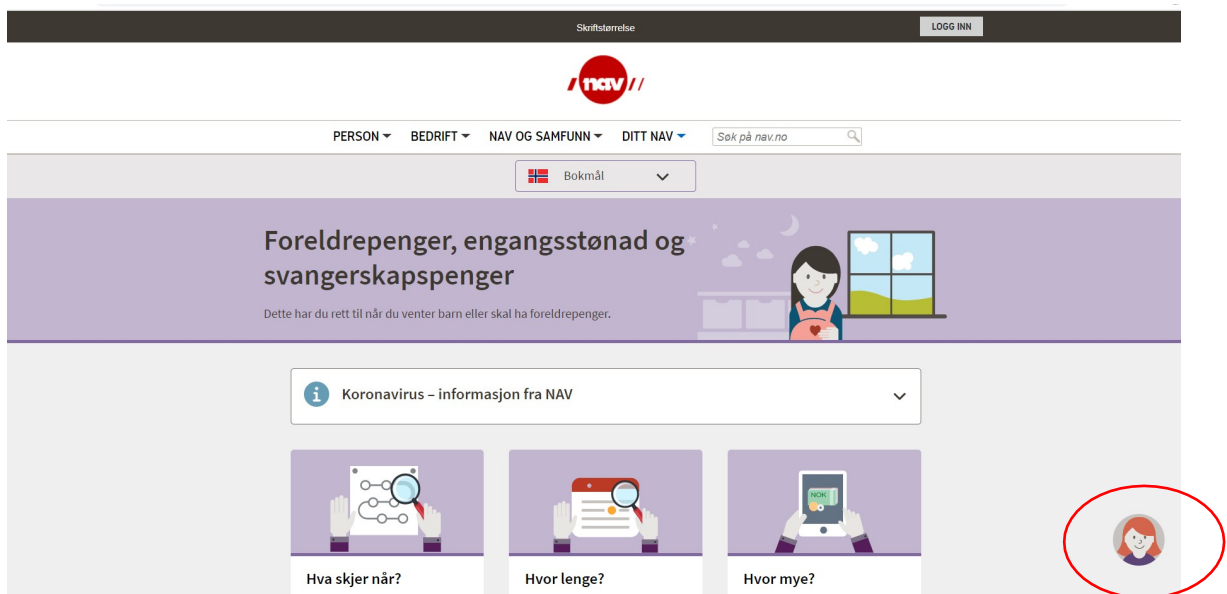 Skriftstørrelse
LOGG INN
nav
PERSON BEDRIFT NAV OG SAMFUNN DITT NAV Søk på nav.no
Bokmål
Foreldrepenger, engangsstønad og
svangerskapspenger
Dette har du rett til når du venter barn eller skal ha foreldrepenger.
i Koronavirus – informasjon fra NAV
NOK
Hva skjer når? Hvor lenge? Hvor mye?